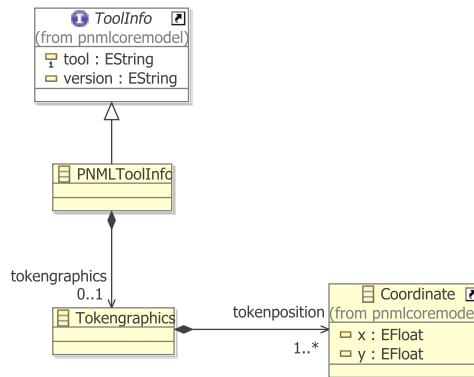 ToolInfo
(from pnmlcoremodel)
tool : EString
1
version : EString
PNMLToolInfo
tokengraphics
0..1
Tokengraphics
tokenposition
1..*
Coordinate
(from pnmlcoremode
x : EFloat
y : EFloat